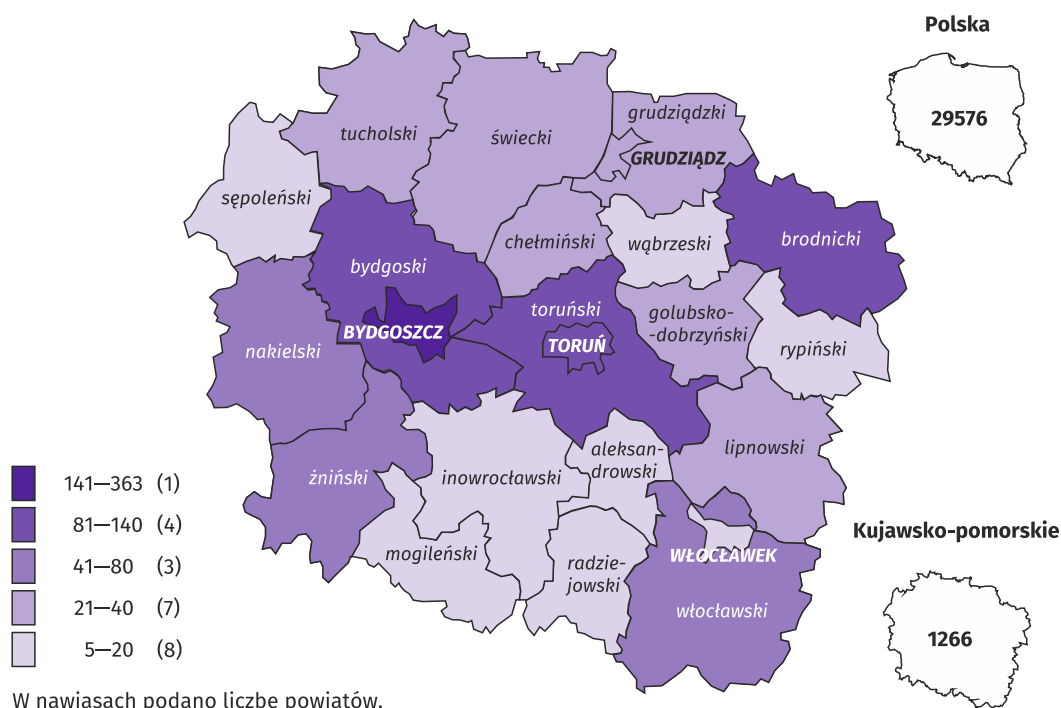 Polska
29576
grudziądzki
tucholski
świecki
GRUDZIĄDZ
sępoleński
chełmiński
wąbrzeski
brodnicki
bydgoski
toruński
golubsko-
-dobrzyński
BYDGOSZCZ
TORUŃ
nakielski
rypiński
aleksan-
drowski
lipnowski
żniński
inowrocławski
mogileński
radzie-
jowski
WŁOCŁAWEK
włocławski
141—363 (1)
81—140 (4)
41—80 (3)
21—40 (7)
5—20 (8)
Kujawsko-pomorskie
1266
W nawiasach podano liczbę powiatów.